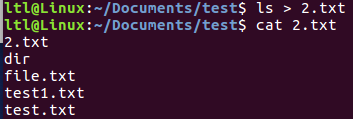 ltl@Linux:~/Documents/test$ ls > 2.txt
ltl@Linux:~/Documents/test$ cat 2.txt
2.txt
dir
file.txt
test1.txt
test.txt